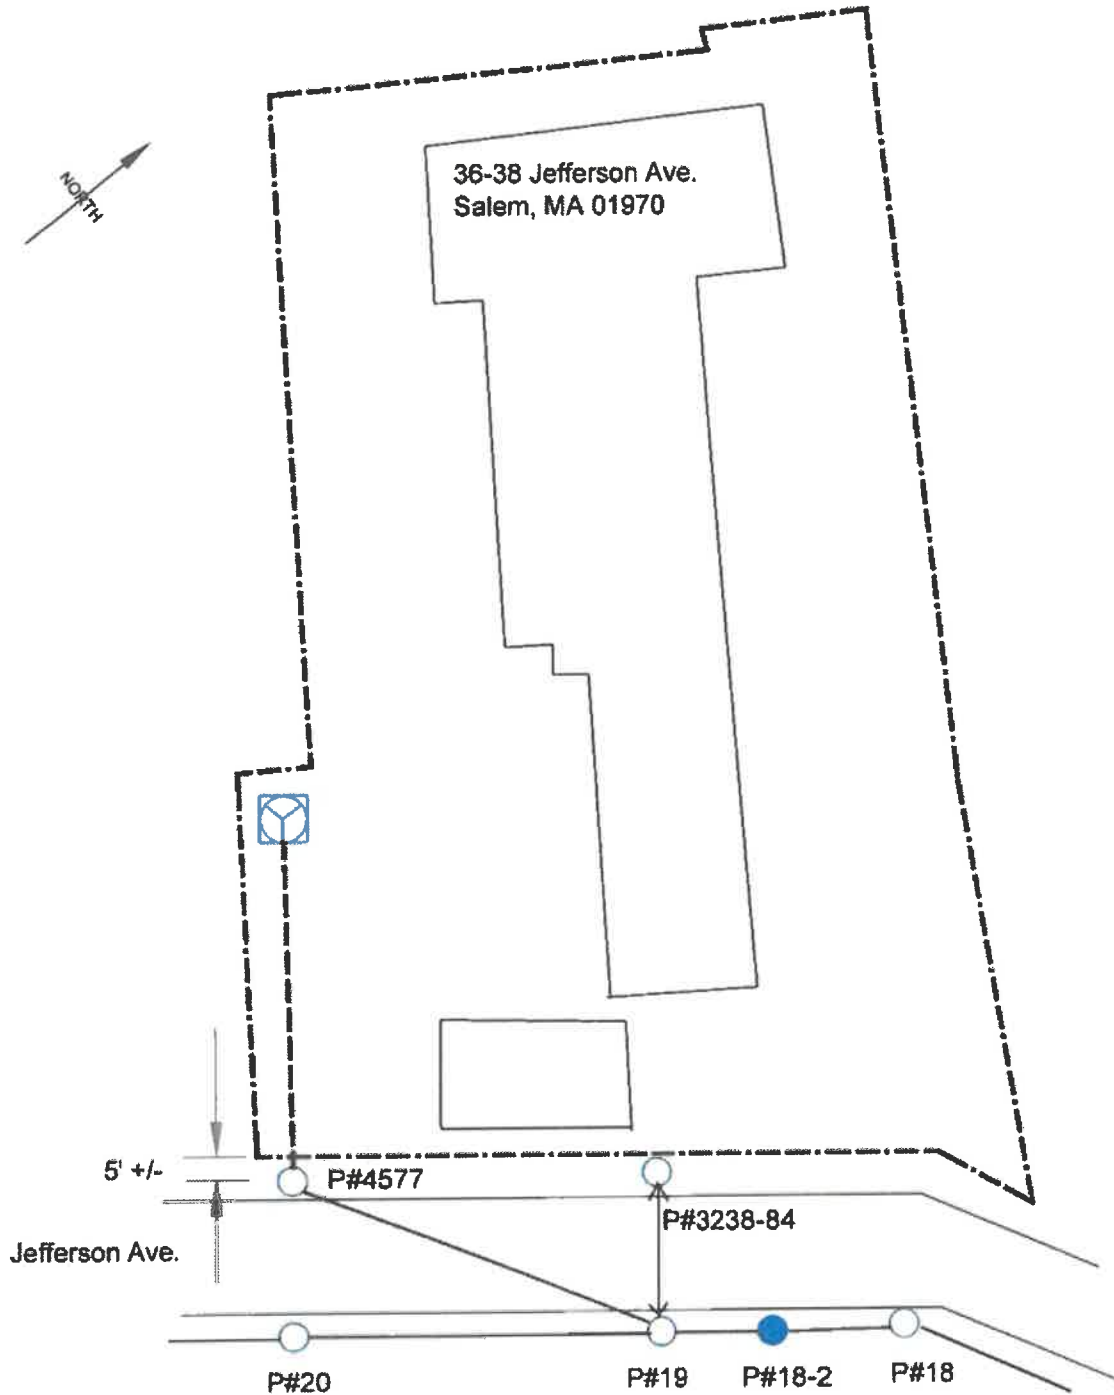 36-38 Jefferson Ave.
Salem, MA 01970
NORTH
5' +/-
P#4577
P#3238-84
Jefferson Ave.
P#20
P#19
P#18-2
P#18